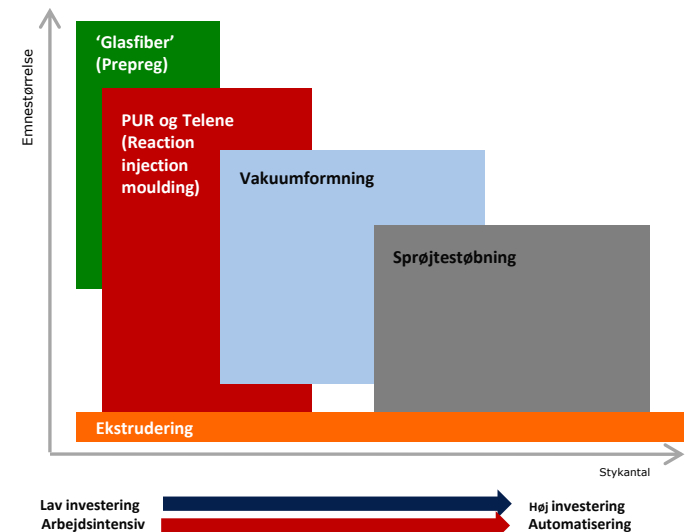 Emnestørrelse
‘Glasfiber’
(Prepreg)
PUR og Telene
(Reaction
injection
moulding)
Vakuumformning
Sprøjtestøbning
Ekstrudering
Stykantal
Lav investering
Høj investering
Arbejdsintensiv
Automatisering